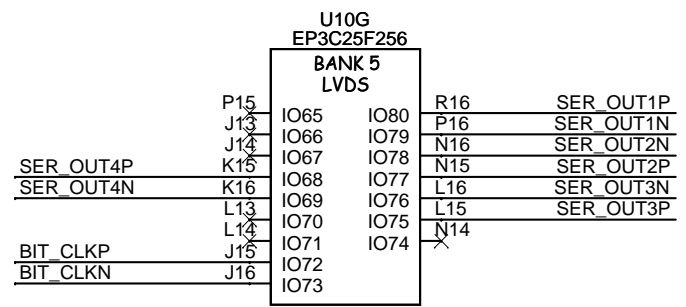 U10G
EP3C25F256
BANK 5
LVDS
P15 IO65 IO80 R16 SER_OUT1P
J13 IO66 IO79 P16 SER_OUT1N
J14 IO67 IO78 N16 SER_OUT2N
SER_OUT4P K15 IO68 IO77 N15 SER_OUT2P
SER_OUT4N K16 IO69 IO76 L16 SER_OUT3N
L13 IO70 IO75 L15 SER_OUT3P
L14 IO71 IO74 N14
BIT_CLKP J15 IO72
BIT_CLKN J16 IO73